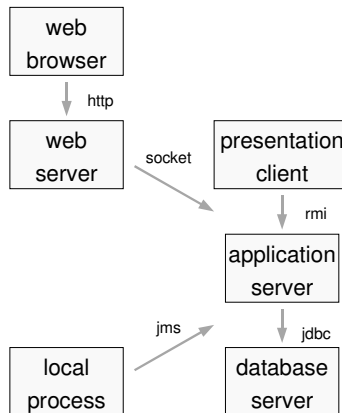 web
browser
http
web
server
socket
presentation
client
rmi
application
server
jms
jdbc
local
process
database
server